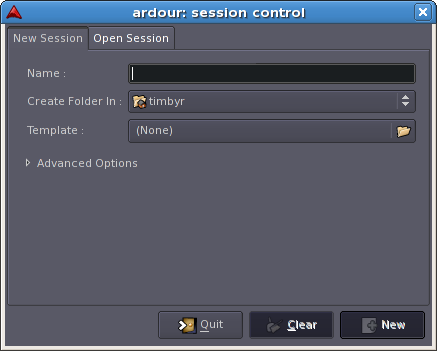 ardour: session control
New Session Open Session
Name :
Create Folder In : timbyr
Template : (None)
Advanced Options
Quit Clear New